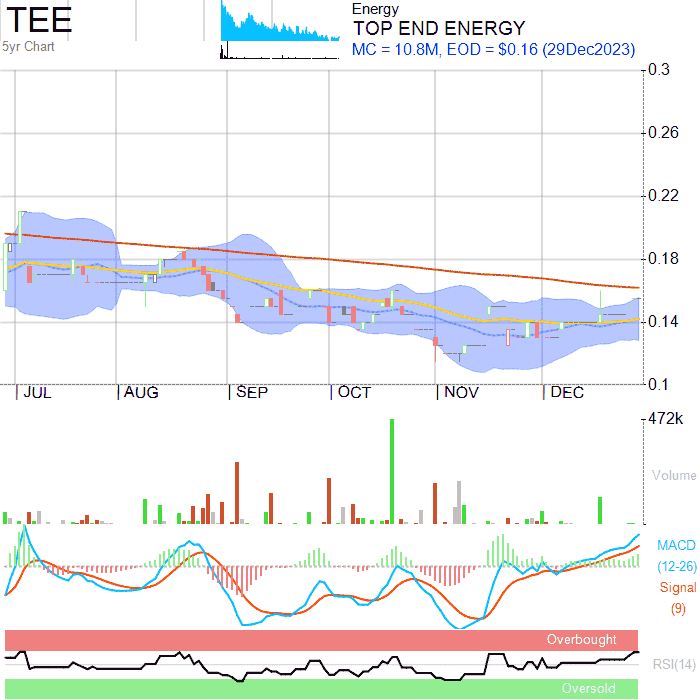 TEE
5yr Chart
Energy
TOP END ENERGY
MC = 10.8M, EOD = $0.16 (29Dec2023)
0.3
0.26
0.22
0.18
0.14
0.1
JUL AUG SEP OCT NOV DEC
472k
Volume
MACD
(12-26)
Signal
(9)
Overbought
RSI(14)
Oversold